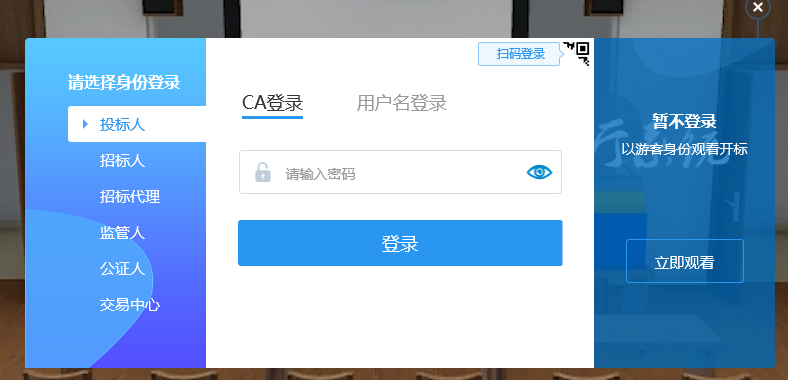 扫码登录
请选择身份登录
投标人
招标人
招标代理
监管人
公证人
交易中心
CA登录
用户名登录
请输入密码
登录
暂不登录
以游客身份观看开标
立即观看